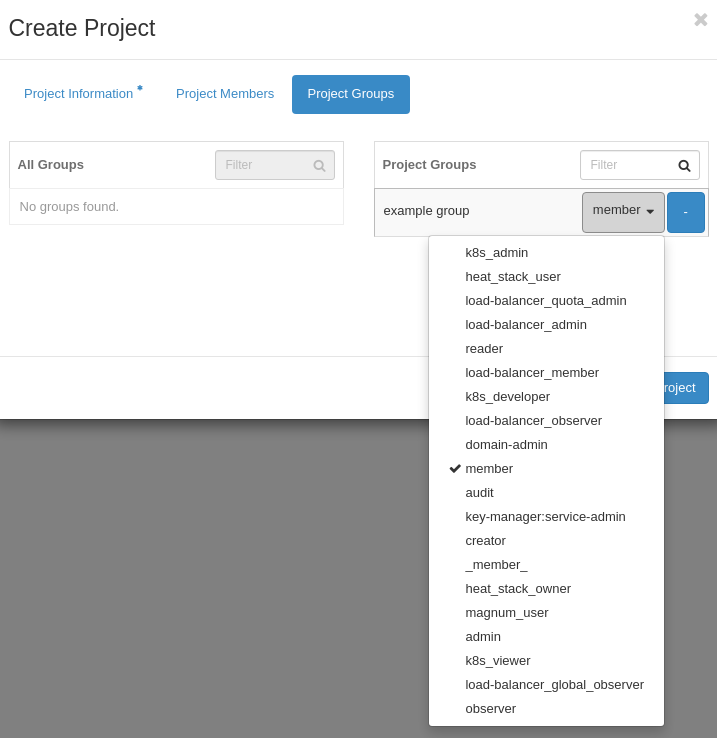 Create Project
Project Information *
Project Members
Project Groups
All Groups
Filter
Project Groups
Filter
No groups found.
example group
member
-
k8s_admin
heat_stack_user
load-balancer_quota_admin
load-balancer_admin
reader
load-balancer_member
k8s_developer
roject
load-balancer_observer
domain-admin
member
audit
key-manager:service-admin
creator
_member_
heat_stack_owner
magnum_user
admin
k8s_viewer
load-balancer_global_observer
observer